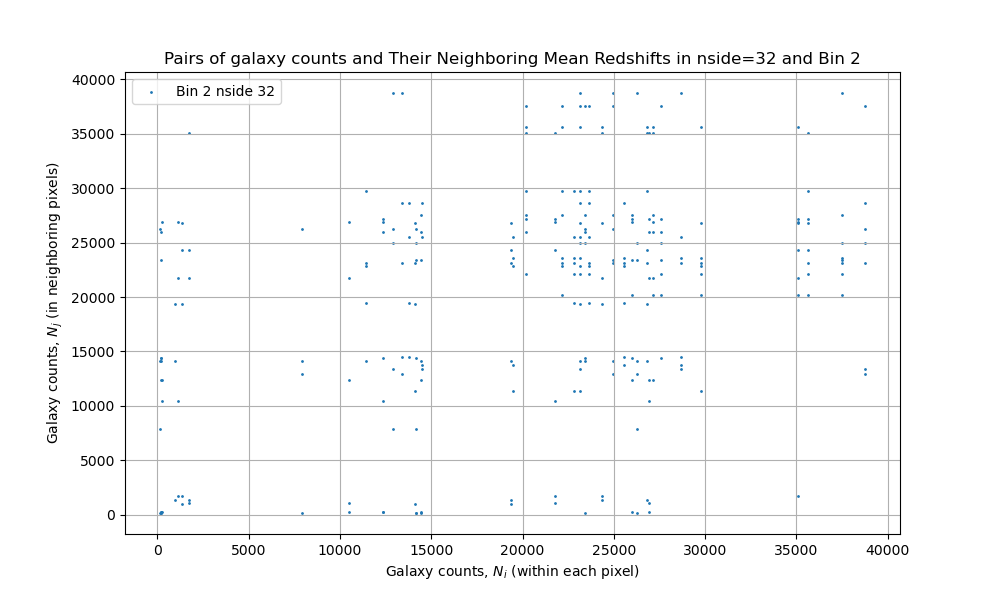 Pairs of galaxy counts and Their Neighboring Mean Redshifts in nside=32 and Bin 2
Bin 2 nside 32
40000
35000
30000
25000
20000
15000
10000
5000
0
Galaxy counts, Nⱼ (in neighboring pixels)
0 5000 10000 15000 20000 25000 30000 35000 40000
Galaxy counts, Nᵢ (within each pixel)